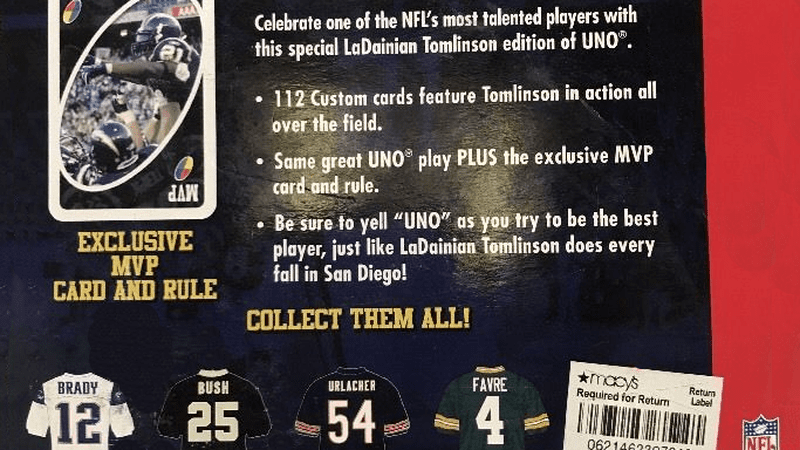 21
MVP
EXCLUSIVE
MVP
CARD AND RULE
Celebrate one of the NFL's most talented players with
this special LaDainian Tomlinson edition of UNO®.
• 112 Custom cards feature Tomlinson in action all
over the field.
• Same great UNO® play PLUS the exclusive MVP
card and rule.
• Be sure to yell "UNO" as you try to be the best
player, just like LaDainian Tomlinson does every
fall in San Diego!
COLLECT THEM ALL!
BRADY
12
BUSH
25
URLACHER
54
FAVRE
4
★macy's
Required for Return
Return
Label
NFL